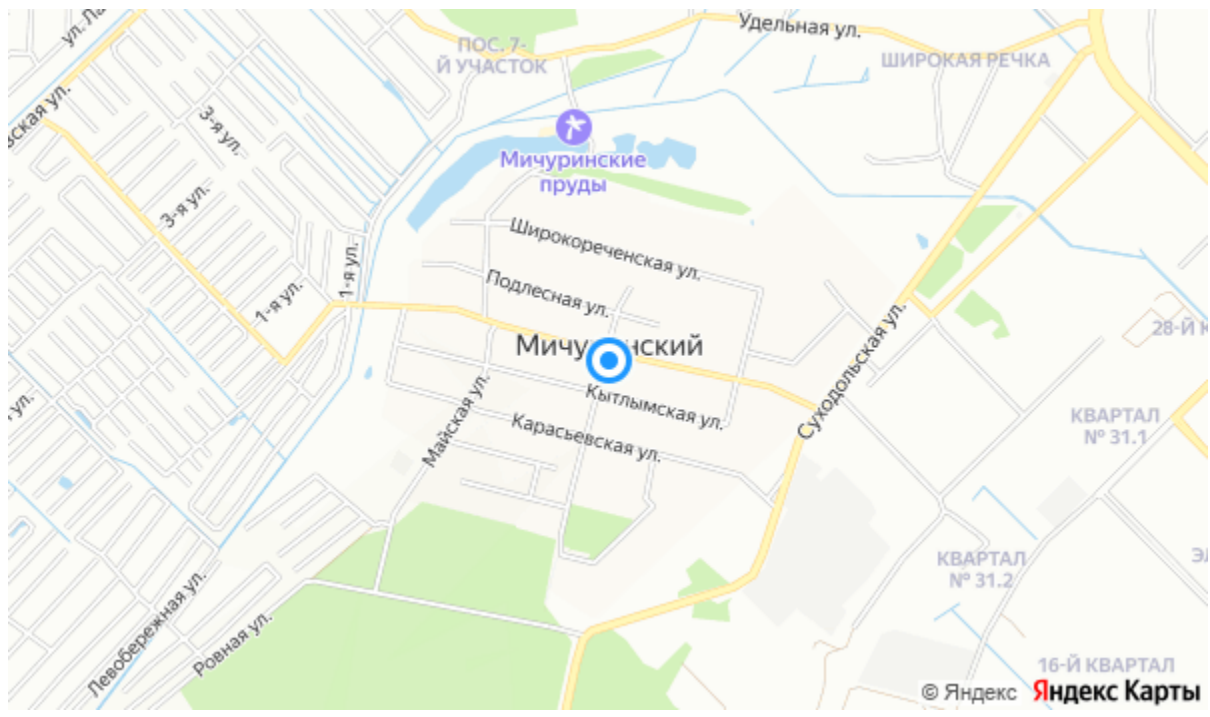 ул. Ла
Удельная ул.
ПОС. 7-
Й УЧАСТОК
ШИРОКАЯ РЕЧКА
вская ул.
3-я ул.
Мичуринские
пруды
3-я ул.
Широкореченская ул.
1-я ул.
1-я ул.
Подлесная ул.
28-Й К
Суходольская ул.
Кытлымская ул.
Майская ул.
Карасьевская ул.
КВАРТАЛ
№ 31.1
ул.
КВАРТАЛ
№ 31.2
Э
Левобережная ул.
Ровная ул.
16-Й КВАРТАЛ
© Яндекс Яндекс Карты